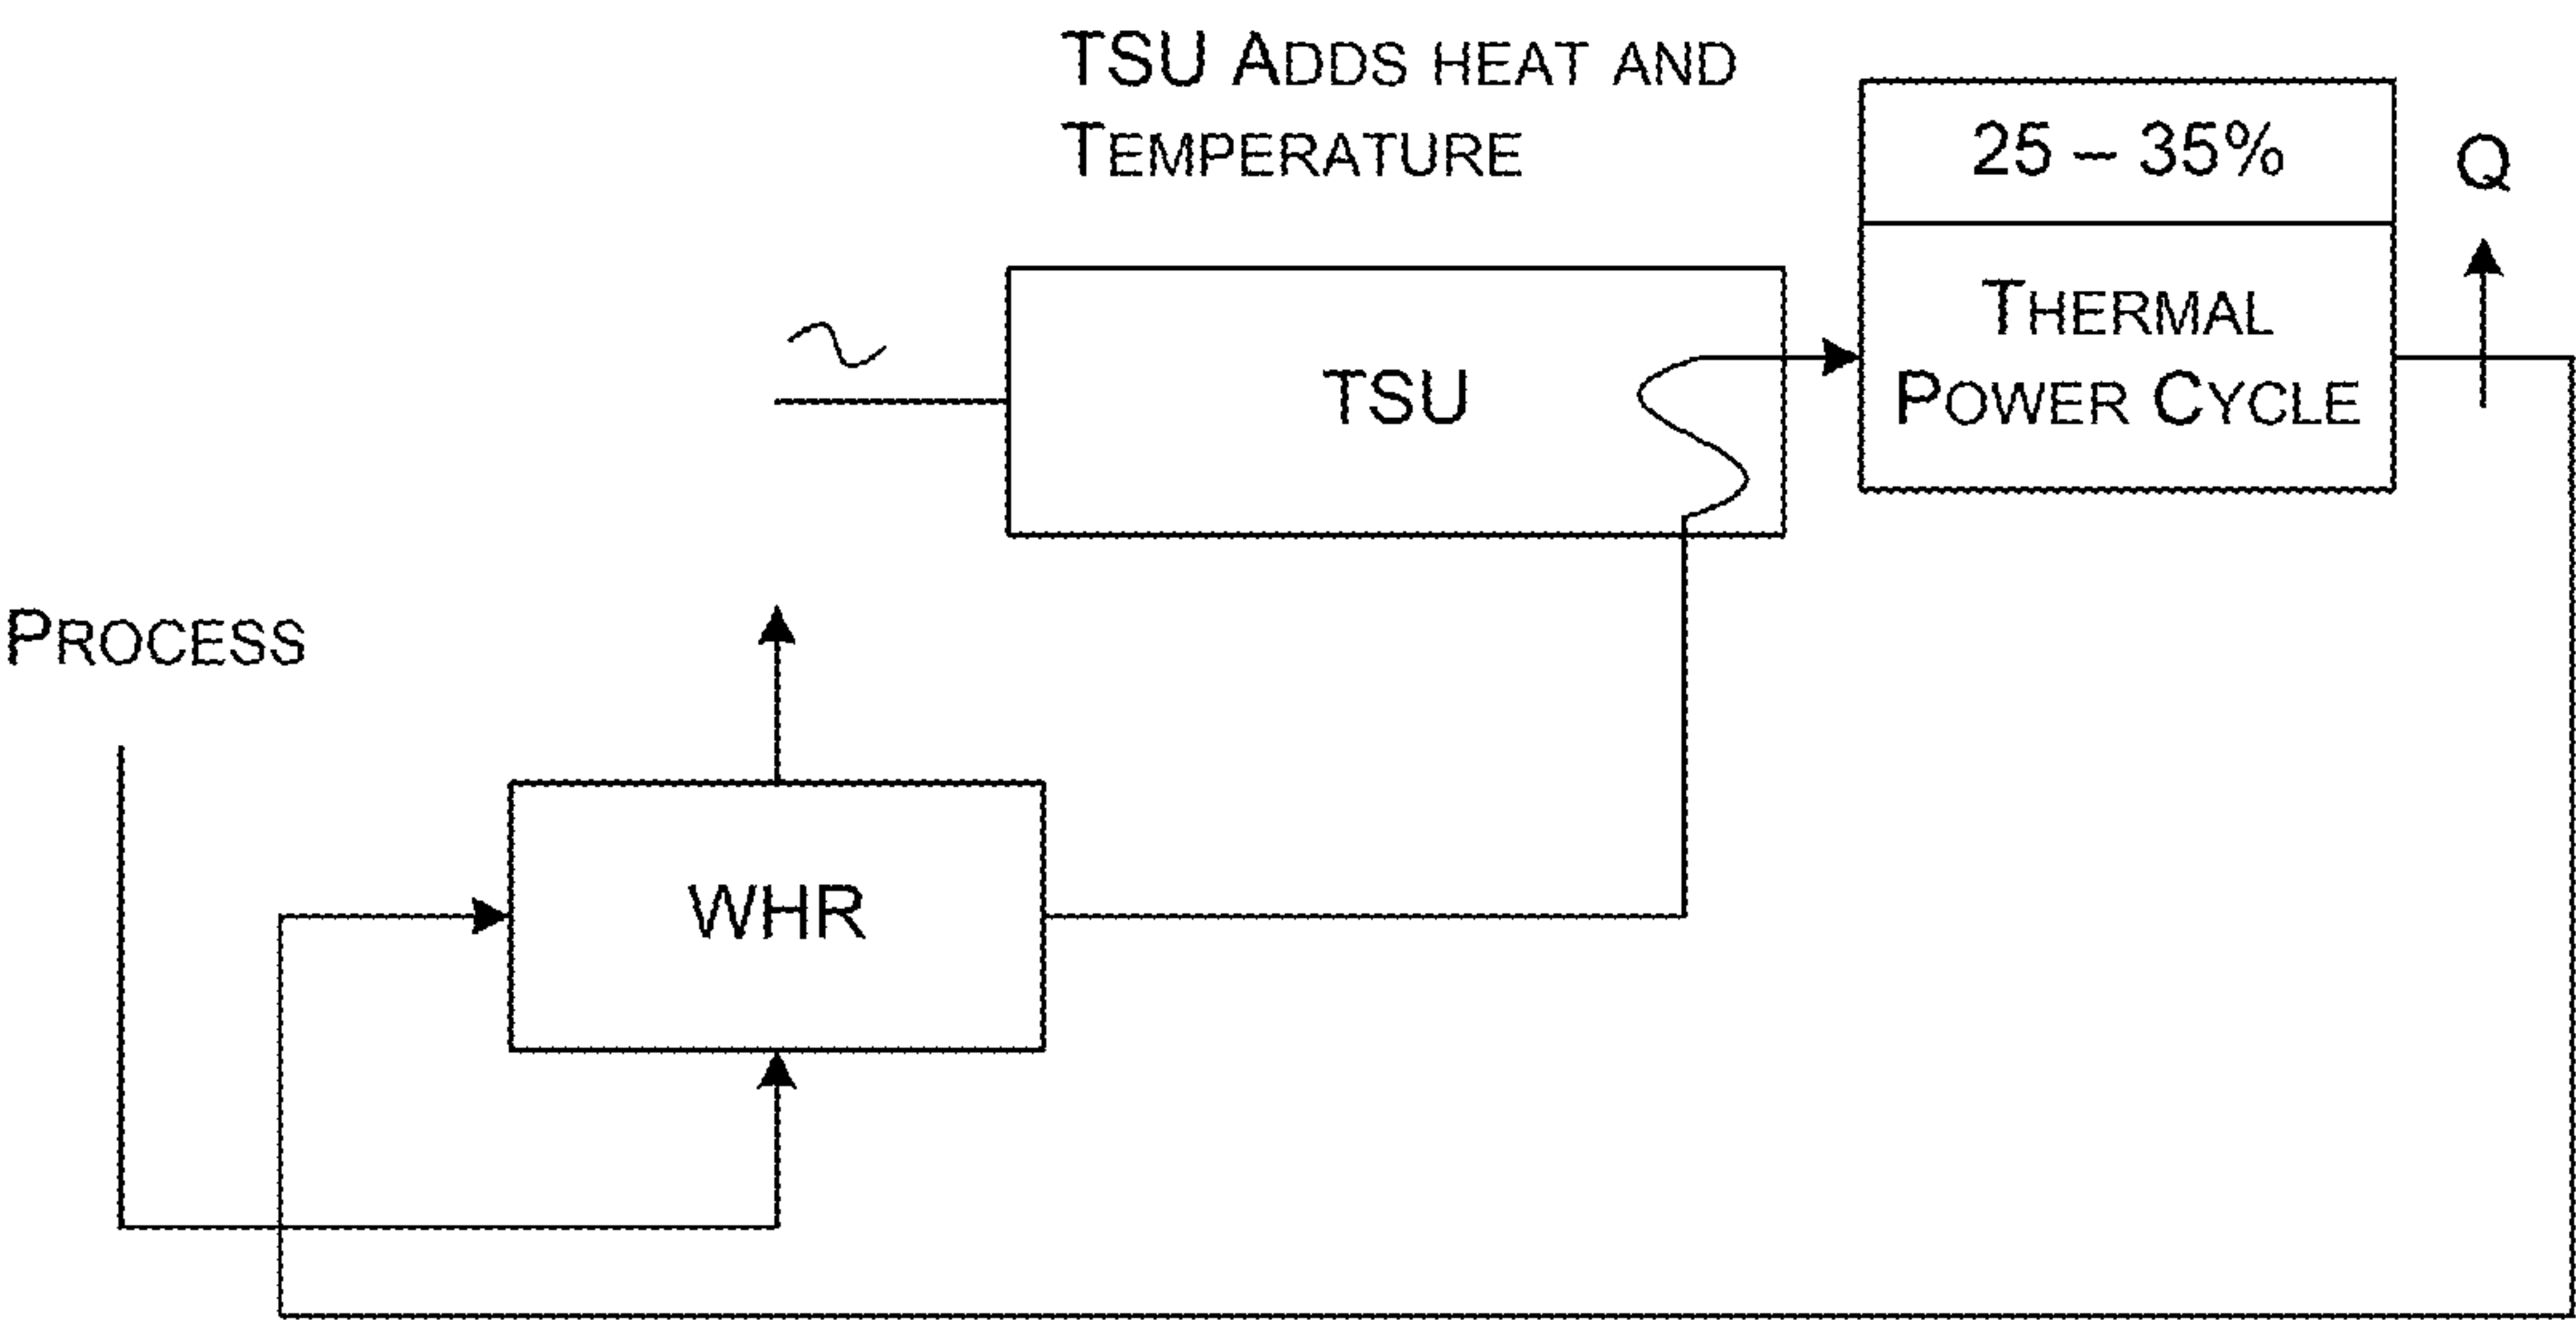 TSU ADDS HEAT AND
TEMPERATURE
25 – 35%
Q
THERMAL
POWER CYCLE
TSU
PROCESS
WHR